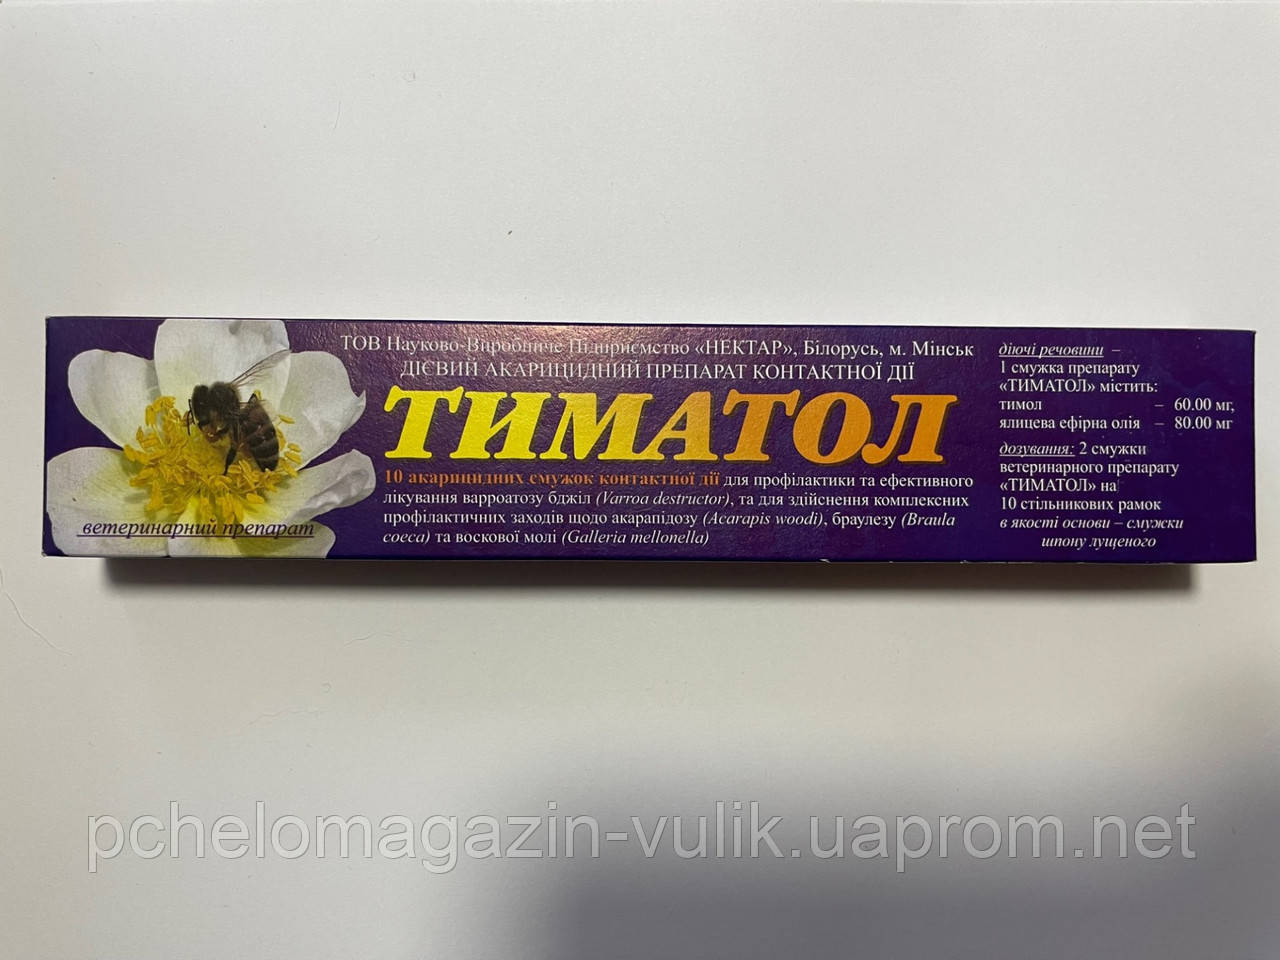 ТОВ Науково-Виробниче Підприємство «НЕКТАР», Білорусь, м. Мінськ
ДІЄВИЙ АКАРИЦИДНИЙ ПРЕПАРАТ КОНТАКТНОЇ ДІЇ
ТИМАТОЛ
10 акарицидних смужок контактної дії для профілактики та ефективного
лікування варроатозу бджіл (Varroa destructor), та для здійснення комплексних
профілактичних заходів щодо акарапідозу (Acarapis woodi), браулезу (Braula
coeca) та воскової молі (Galleria mellonella)
ветеринарний препарат
діючі речовини –
1 смужка препарату
«ТИМАТОЛ» містить:
тимол – 60.00 мг,
ялицева ефірна олія – 80.00 мг
дозування: 2 смужки
ветеринарного препарату
«ТИМАТОЛ» на
10 стільникових рамок
в якості основи – смужки
шпону лущеного
pchelomagazin-vulik.uaprom.net